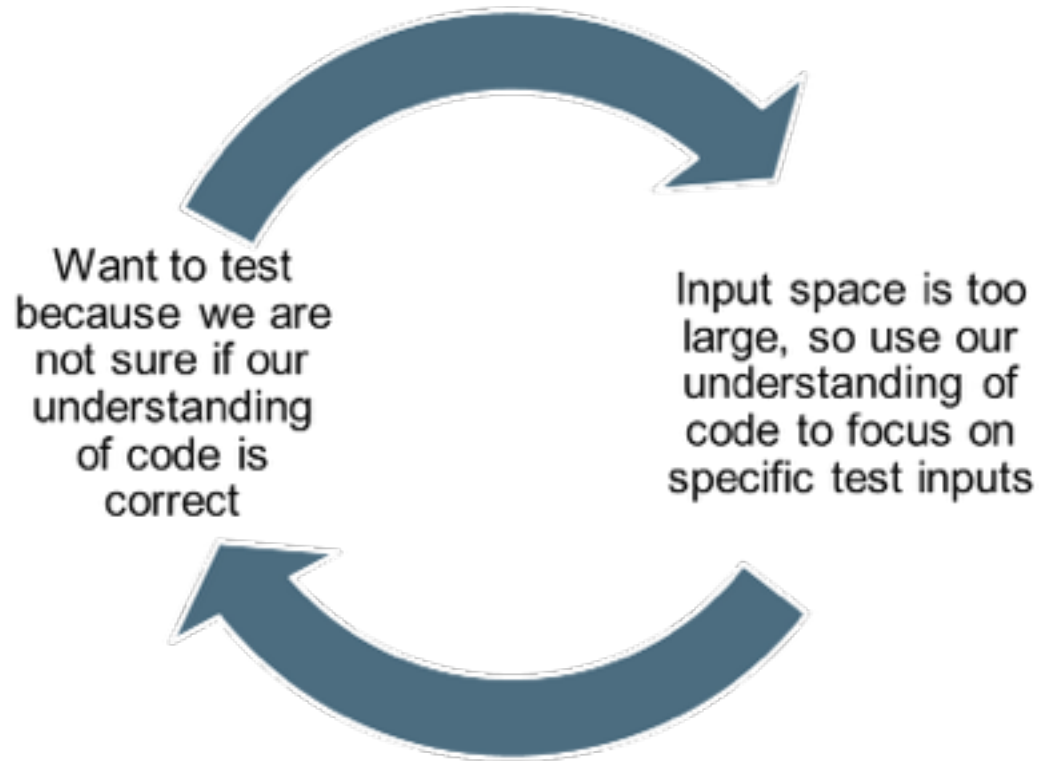 Want to test
because we are
not sure if our
understanding
of code is
correct
Input space is too
large, so use our
understanding of
code to focus on
specific test inputs